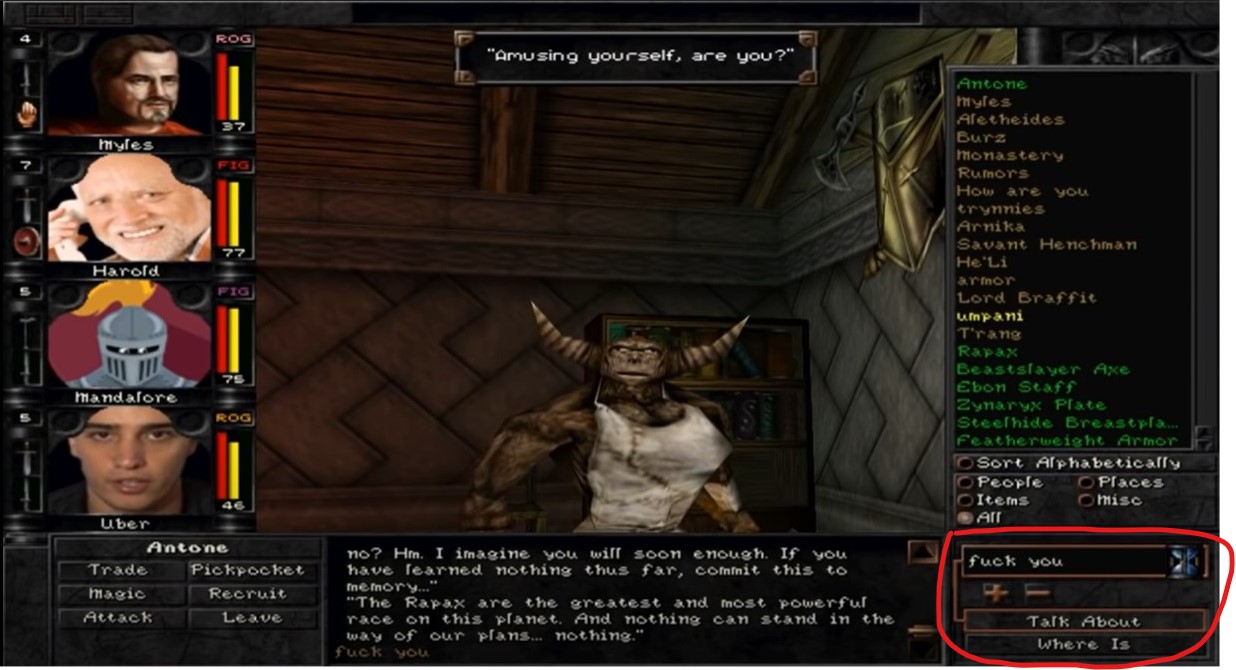 "Amusing yourself, are you?"
4
ROG
37
Myles
7
FIG
77
Harold
5
FIG
75
Mandalore
5
ROG
46
Uber
Antone
Myles
Aletheides
Burz
Monastery
Rumors
How are you
trynnies
Arnika
Savant Henchman
He'Li
armor
Lord Braffit
umpani
T'rang
Rapax
Beastslayer Axe
Ebon Staff
Zynaryx Plate
Steelhide Breastpla...
Featherweight Armor
Sort Alphabetically
People Places
Items Misc
All
Antone
Trade Pickpocket
Magic Recruit
Attack Leave
no? Hm. I imagine you will soon enough. If you
have learned nothing thus far, commit this to
memory..."
"The Rapax are the greatest and most powerful
race on this planet. And nothing can stand in the
way of our plans... nothing."
fuck you
fuck you
Talk About
Where Is